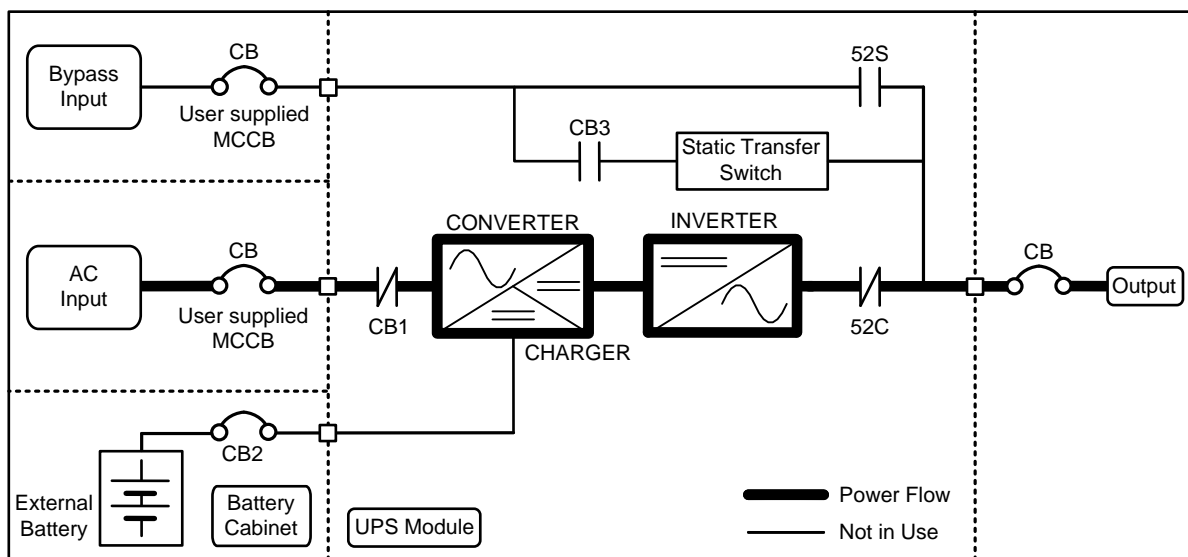 Bypass
Input
CB
User supplied
MCCB
52S
CB3
Static Transfer
Switch
AC
Input
CB
User supplied
MCCB
CB1
CONVERTER
CHARGER
INVERTER
52C
CB
Output
CB2
External
Battery
Battery
Cabinet
UPS Module
Power Flow
Not in Use